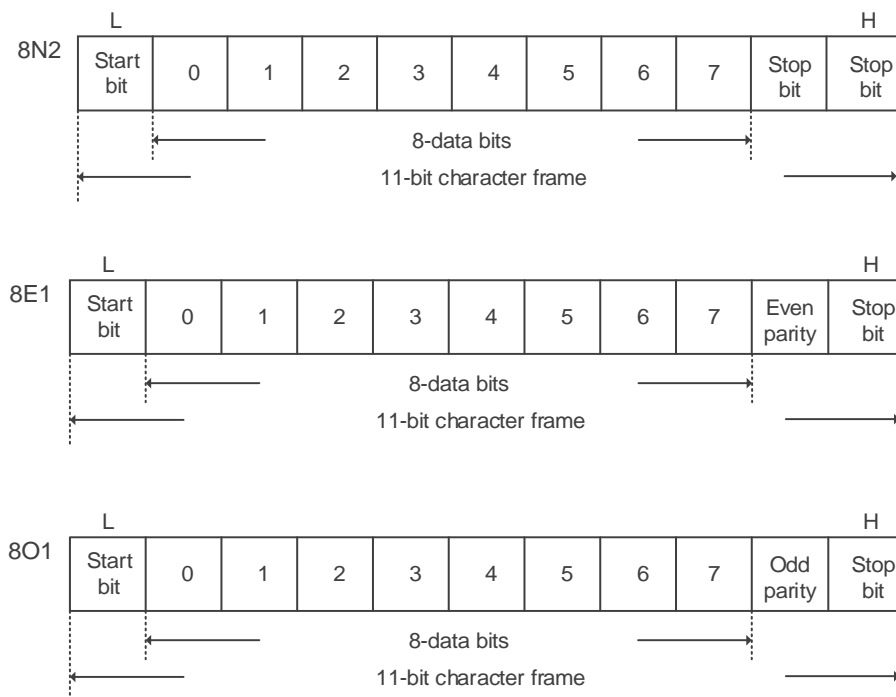 L H
8N2 Start bit 0 1 2 3 4 5 6 7 Stop bit Stop bit
8-data bits
11-bit character frame
L H
8E1 Start bit 0 1 2 3 4 5 6 7 Even parity Stop bit
8-data bits
11-bit character frame
L H
8O1 Start bit 0 1 2 3 4 5 6 7 Odd parity Stop bit
8-data bits
11-bit character frame